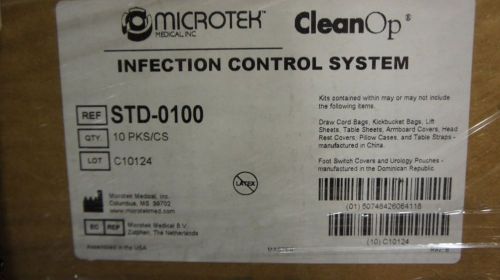 MICROTEK™
MEDICAL, INC
CleanOp®
INFECTION CONTROL SYSTEM
REF STD-0100
QTY. 10 PKS/CS
LOT C10124
Kits contained within may or may not include
the following items.
Draw Cord Bags, Kickbucket Bags, Lift
Sheets, Table Sheets, Armboard Covers, Head
Rest Covers, Pillow Cases, and Table Straps -
manufactured in China.
Foot Switch Covers and Urology Pouches -
manufactured in the Dominican Republic.
LATEX
Microtek Medical, Inc.
Columbus, MS. 39702
www.microtekmed.com
EC REP Microtek Medical B.V.
Zutphen, The Netherlands
Assembled in the USA
(01) 50748426064118
(10) C10124